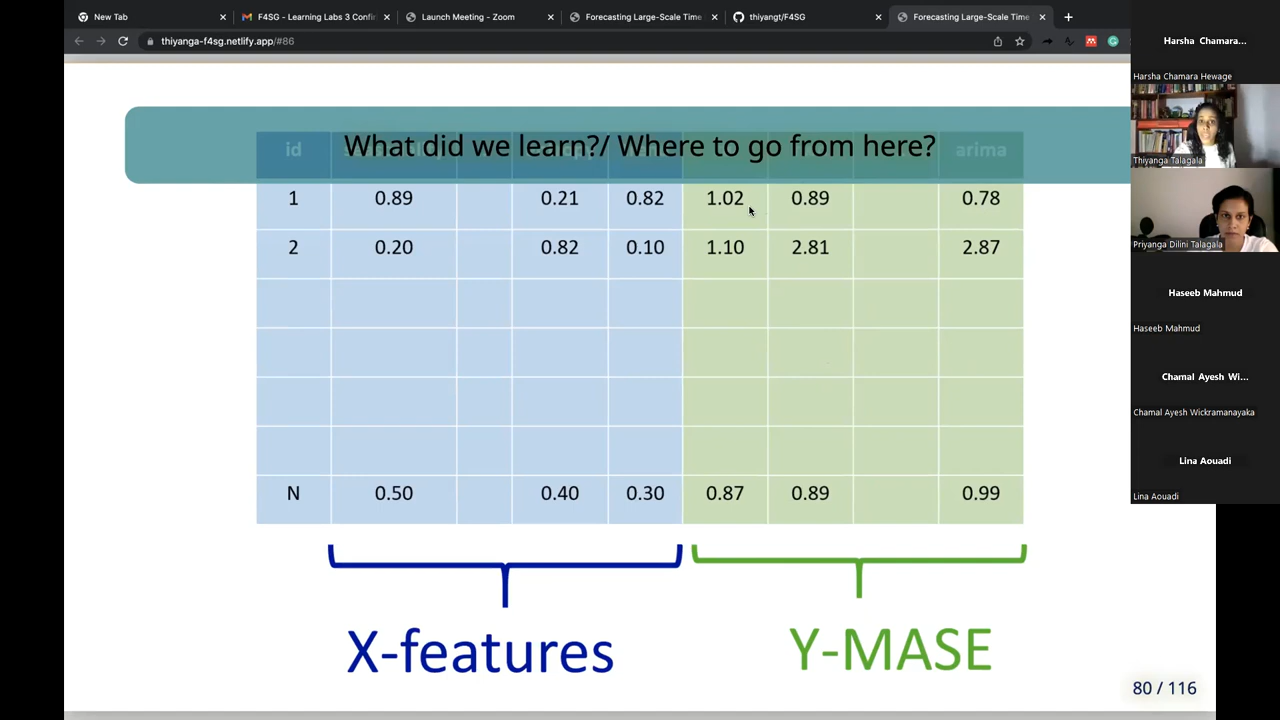 New Tab
F4SG - Learning Labs 3 Confir
Launch Meeting - Zoom
Forecasting Large-Scale Time
thiyangt/F4SG
Forecasting Large-Scale Time
thiyanga-f4sg.netlify.app/#86
What did we learn?/ Where to go from here?
id arima
1 0.89 0.21 0.82 1.02 0.89 0.78
2 0.20 0.82 0.10 1.10 2.81 2.87
N 0.50 0.40 0.30 0.87 0.89 0.99
X-features
Y-MASE
80 / 116
Harsha Chamara...
Harsha Chamara Hewage
Thiyanga Talagala
Priyanga Dilini Talagala
Haseeb Mahmud
Haseeb Mahmud
Chamal Ayesh Wi...
Chamal Ayesh Wickramanayaka
Lina Aouadi
Lina Aouadi